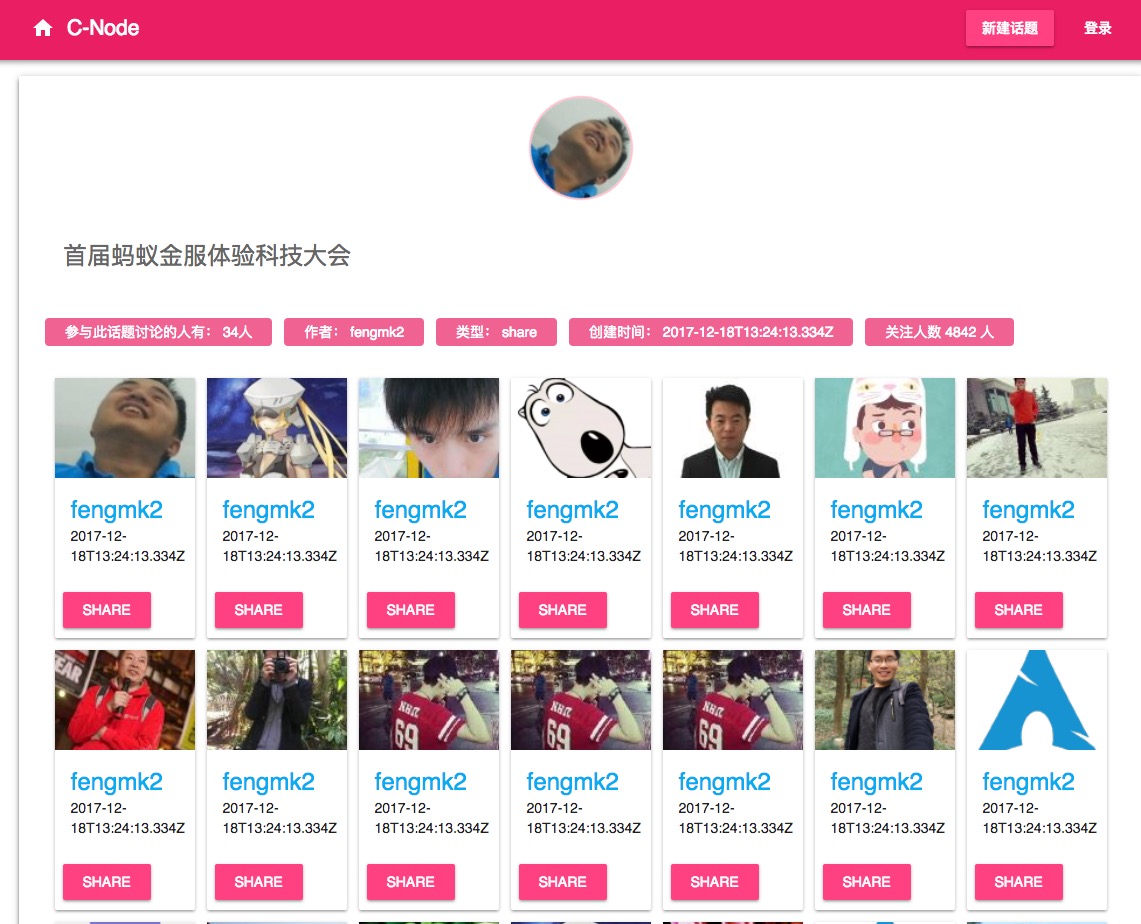 C-Node
新建话题
登录
首届蚂蚁金服体验科技大会
参与此话题讨论的人有： 34人
作者： fengmk2
类型： share
创建时间： 2017-12-18T13:24:13.334Z
关注人数 4842 人
fengmk2
2017-12-
18T13:24:13.334Z
SHARE
fengmk2
2017-12-
18T13:24:13.334Z
SHARE
fengmk2
2017-12-
18T13:24:13.334Z
SHARE
fengmk2
2017-12-
18T13:24:13.334Z
SHARE
fengmk2
2017-12-
18T13:24:13.334Z
SHARE
fengmk2
2017-12-
18T13:24:13.334Z
SHARE
fengmk2
2017-12-
18T13:24:13.334Z
SHARE
fengmk2
2017-12-
18T13:24:13.334Z
SHARE
fengmk2
2017-12-
18T13:24:13.334Z
SHARE
69
fengmk2
2017-12-
18T13:24:13.334Z
SHARE
69
fengmk2
2017-12-
18T13:24:13.334Z
SHARE
69
fengmk2
2017-12-
18T13:24:13.334Z
SHARE
fengmk2
2017-12-
18T13:24:13.334Z
SHARE
fengmk2
2017-12-
18T13:24:13.334Z
SHARE